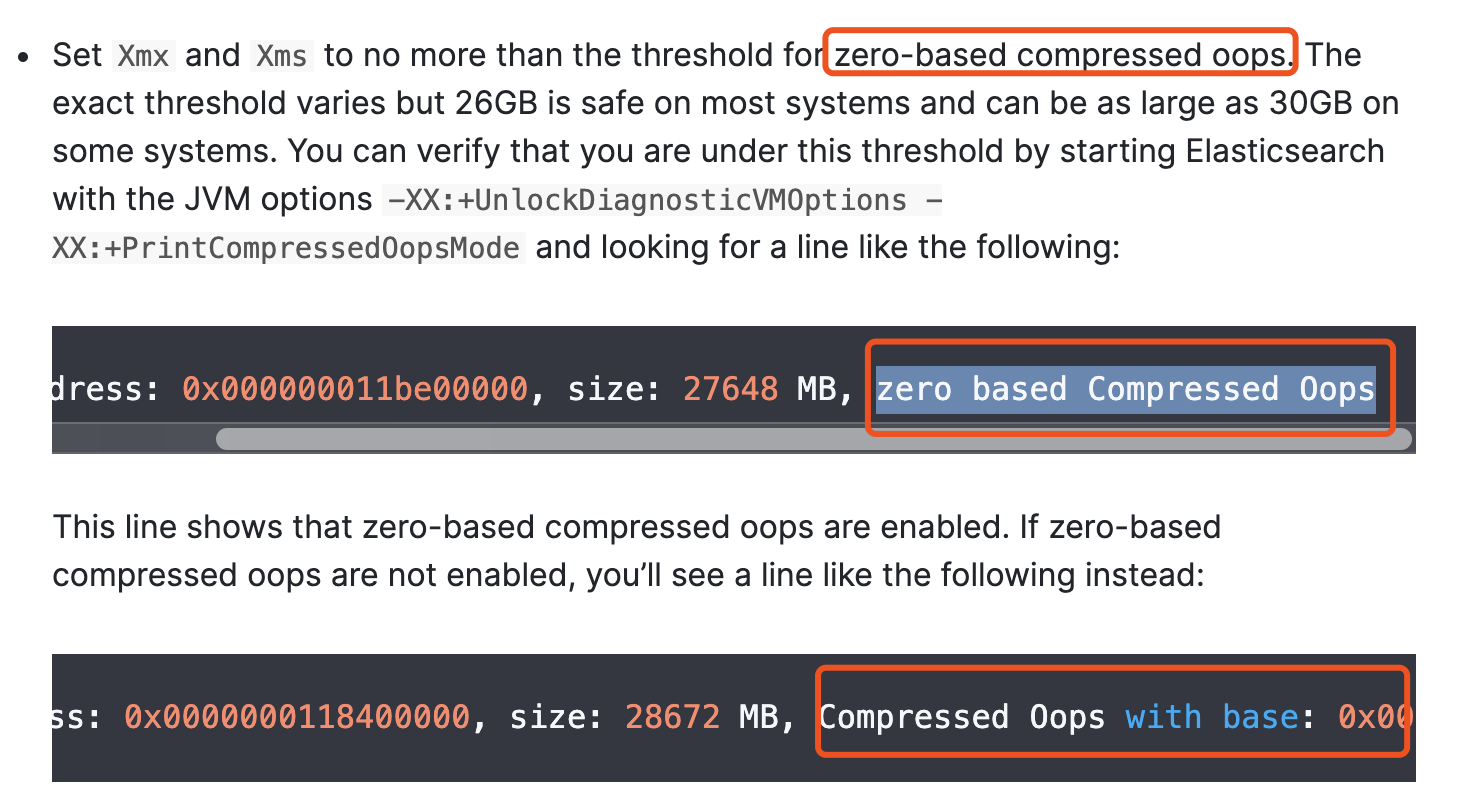 Set Xmx and Xms to no more than the threshold for zero-based compressed oops. The
exact threshold varies but 26GB is safe on most systems and can be as large as 30GB on
some systems. You can verify that you are under this threshold by starting Elasticsearch
with the JVM options -XX:+UnlockDiagnosticVMOptions -
XX:+PrintCompressedOopsMode and looking for a line like the following:
dress: 0x000000011be00000, size: 27648 MB, zero based Compressed Oops
This line shows that zero-based compressed oops are enabled. If zero-based
compressed oops are not enabled, you’ll see a line like the following instead:
ss: 0x0000000118400000, size: 28672 MB, Compressed Oops with base: 0x00